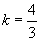 k = 4/3